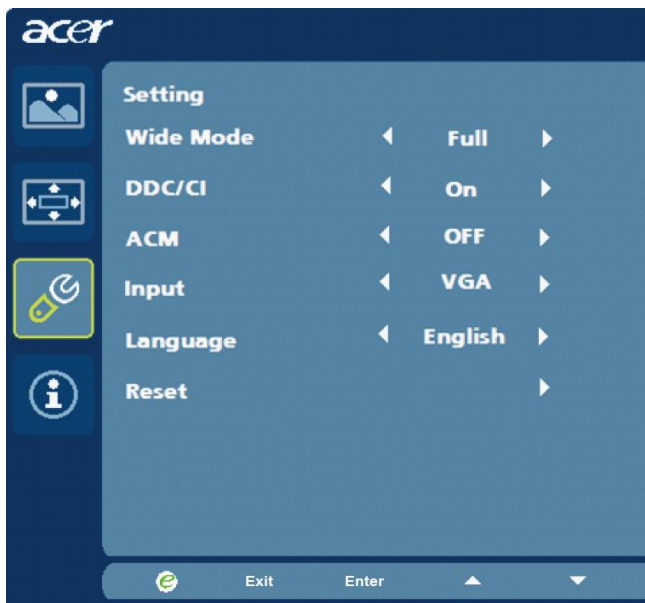 acer
Setting
Wide Mode Full
DDC/CI On
ACM OFF
Input VGA
Language English
Reset
e Exit Enter